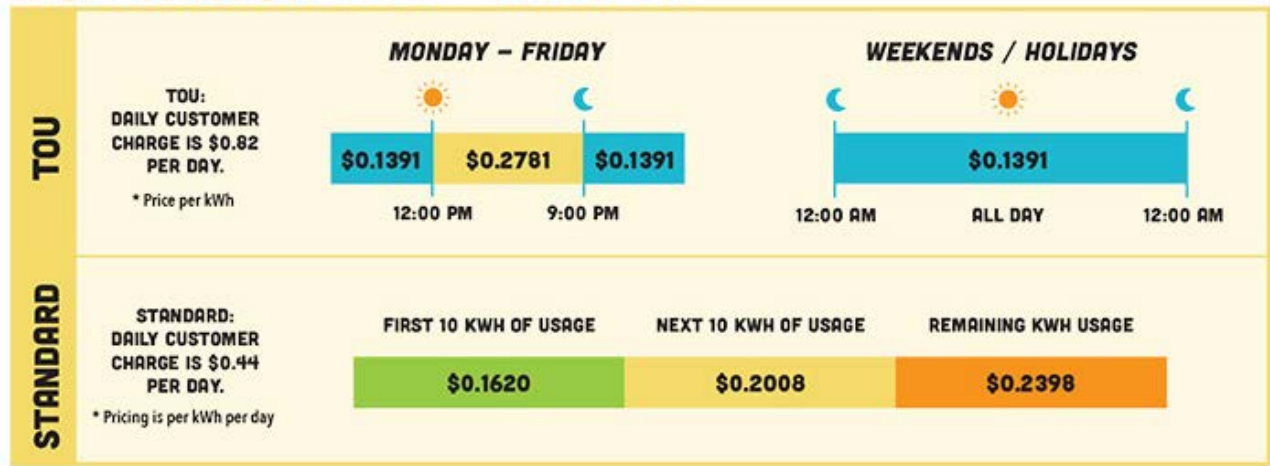 TOU
TOU:
DAILY CUSTOMER
CHARGE IS $0.82
PER DAY.
* Price per kWh
MONDAY – FRIDAY
$0.1391 $0.2781 $0.1391
12:00 PM 9:00 PM
WEEKENDS / HOLIDAYS
$0.1391
12:00 AM ALL DAY 12:00 AM
STANDARD
STANDARD:
DAILY CUSTOMER
CHARGE IS $0.44
PER DAY.
* Pricing is per kWh per day
FIRST 10 KWH OF USAGE NEXT 10 KWH OF USAGE REMAINING KWH USAGE
$0.1620 $0.2008 $0.2398